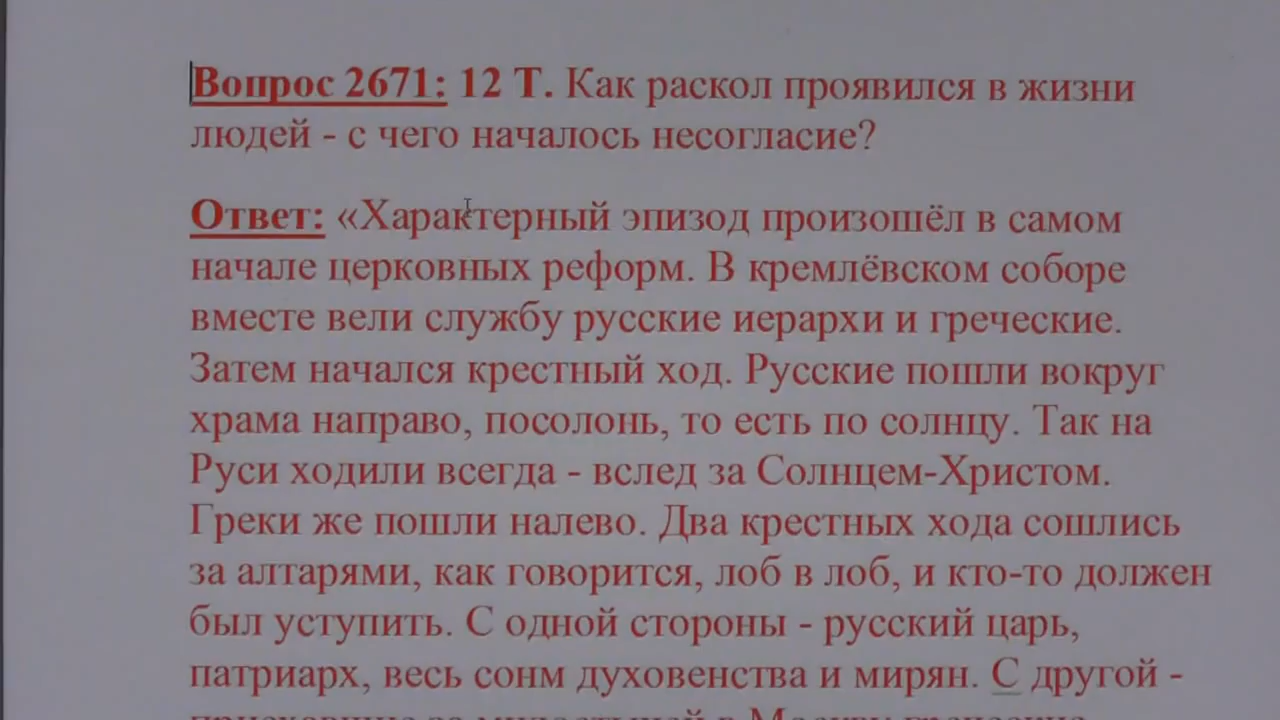 Вопрос 2671: 12 Т. Как раскол проявился в жизни
людей - с чего началось несогласие?
Ответ: «Характерный эпизод произошёл в самом
начале церковных реформ. В кремлёвском соборе
вместе вели службу русские иерархи и греческие.
Затем начался крестный ход. Русские пошли вокруг
храма направо, посолонь, то есть по солнцу. Так на
Руси ходили всегда - вслед за Солнцем-Христом.
Греки же пошли налево. Два крестных хода сошлись
за алтарями, как говорится, лоб в лоб, и кто-то должен
был уступить. С одной стороны - русский царь,
патриарх, весь сонм духовенства и мирян. С другой -